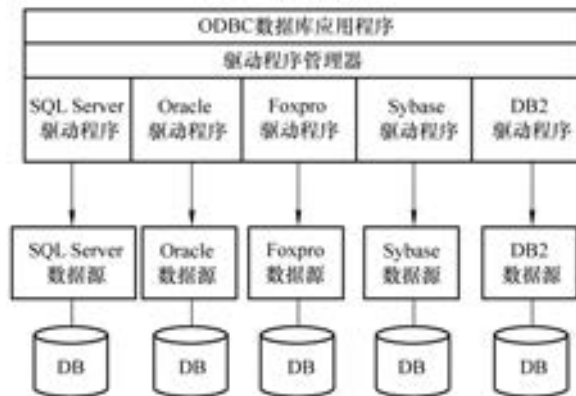 ODBC数据库应用程序
驱动程序管理器
SQL Server
驱动程序
Oracle
驱动程序
Foxpro
驱动程序
Sybase
驱动程序
DB2
驱动程序
SQL Server
数据源
Oracle
数据源
Foxpro
数据源
Sybase
数据源
DB2
数据源
DB
DB
DB
DB
DB